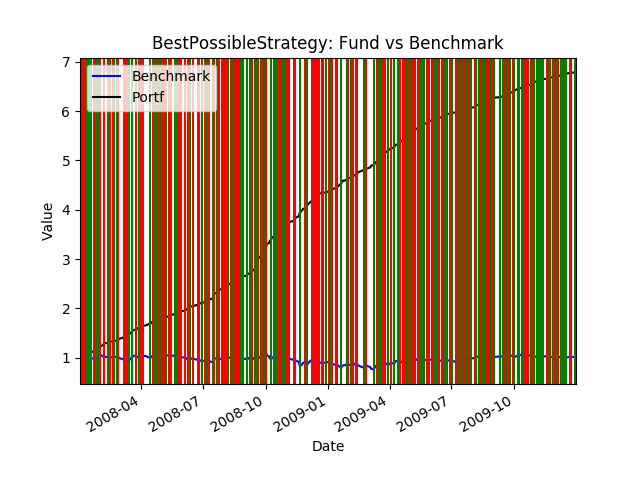 BestPossibleStrategy: Fund vs Benchmark
Benchmark
Portf
7
6
5
4
3
2
1
Value
2008-04
2008-07
2008-10
2009-01
2009-04
2009-07
2009-10
Date